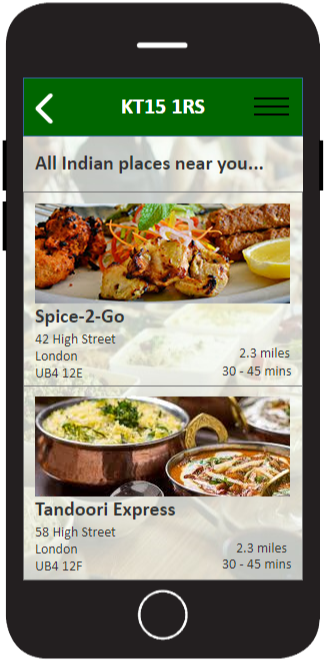 KT15 1RS
All Indian places near you...
Spice-2-Go
42 High Street
London
2.3 miles
UB4 12E
30 - 45 mins
Tandoori Express
58 High Street
London
2.3 miles
UB4 12F
30 - 45 mins